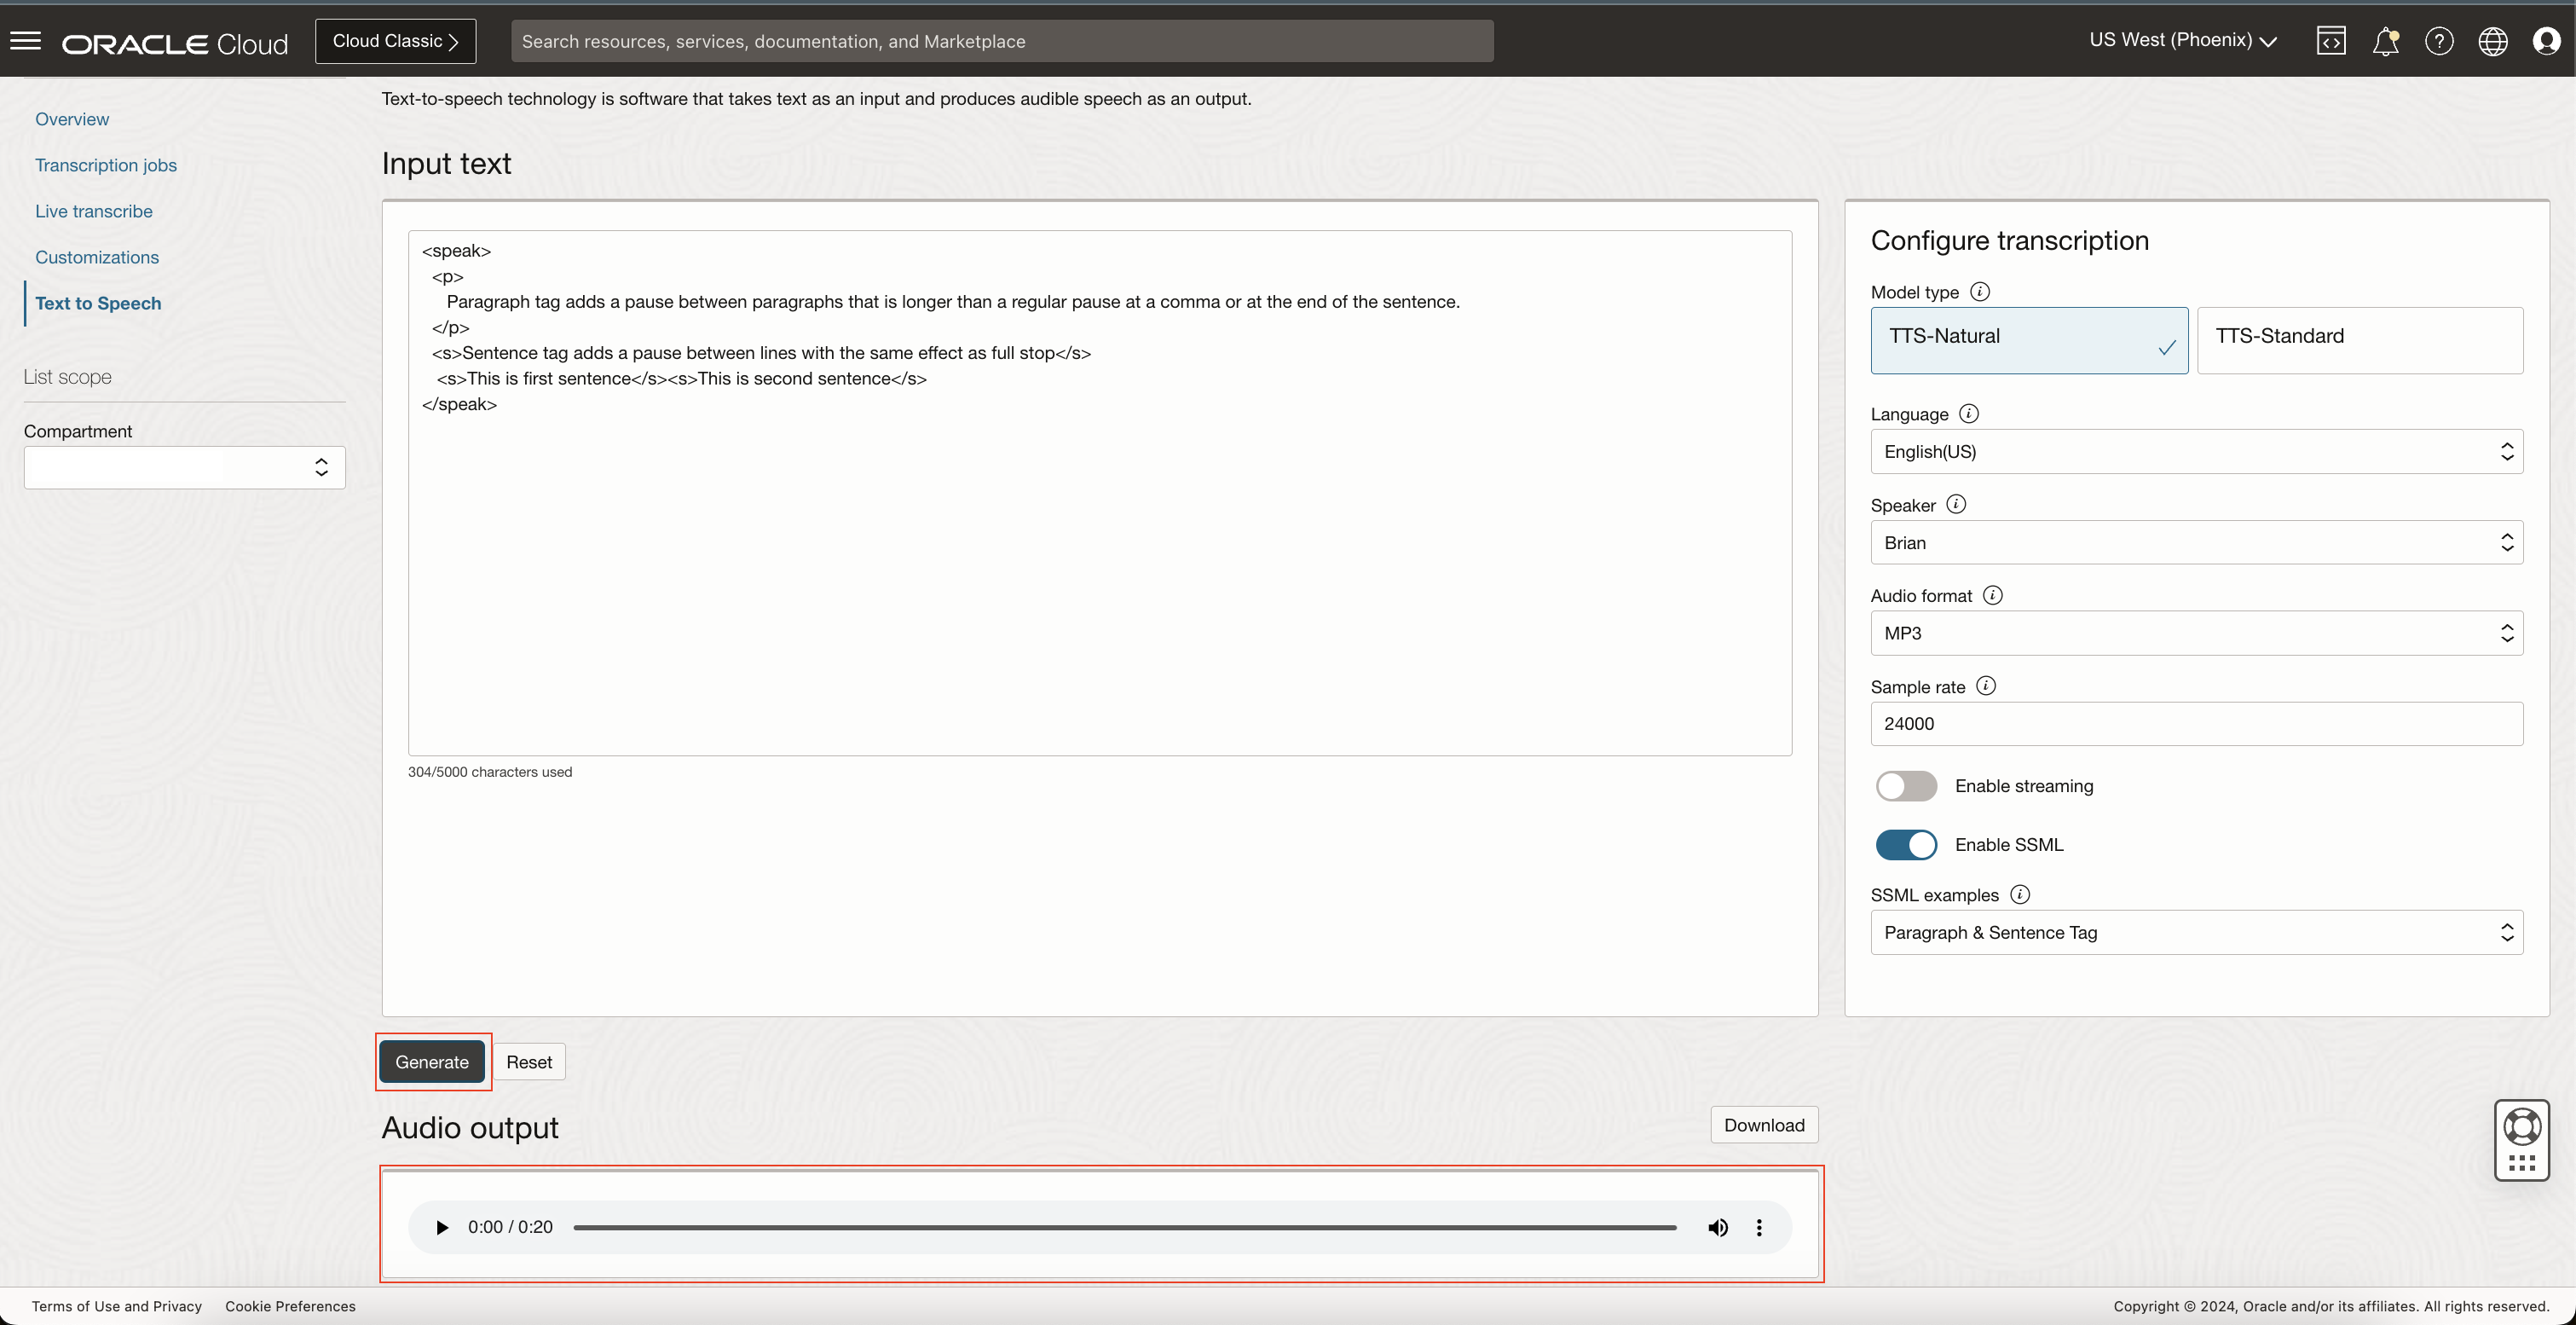 ORACLE Cloud
Cloud Classic
Search resources, services, documentation, and Marketplace
US West (Phoenix)
Overview
Transcription jobs
Live transcribe
Customizations
Text to Speech
List scope
Compartment
Text-to-speech technology is software that takes text as an input and produces audible speech as an output.
Input text
<speak>
<p>
Paragraph tag adds a pause between paragraphs that is longer than a regular pause at a comma or at the end of the sentence.
</p>
<s>Sentence tag adds a pause between lines with the same effect as full stop</s>
<s>This is first sentence</s><s>This is second sentence</s>
</speak>
304/5000 characters used
Configure transcription
Model type
TTS-Natural
TTS-Standard
Language
English(US)
Speaker
Brian
Audio format
MP3
Sample rate
24000
Enable streaming
Enable SSML
SSML examples
Paragraph & Sentence Tag
Generate
Reset
Audio output
Download
0:00 / 0:20
Terms of Use and Privacy
Cookie Preferences
Copyright © 2024, Oracle and/or its affiliates. All rights reserved.